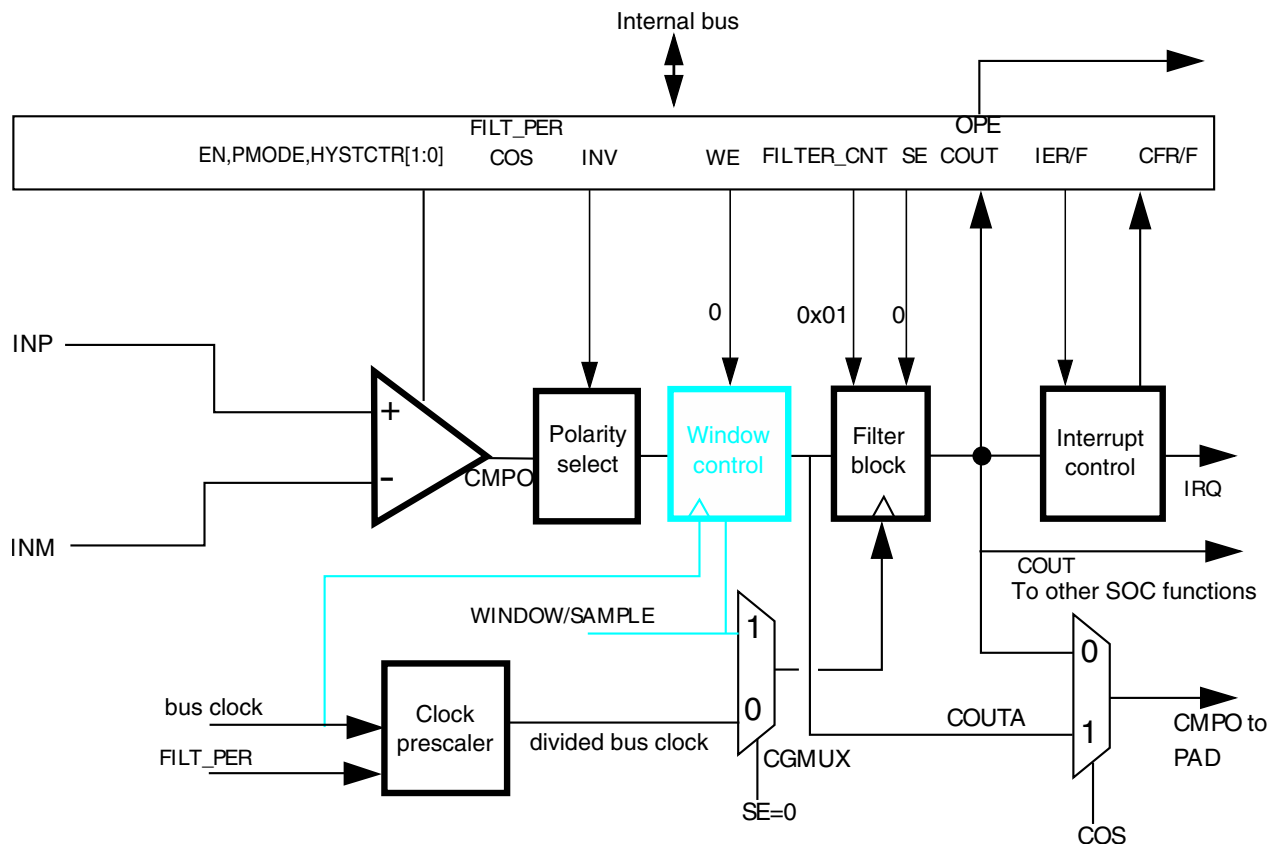 Internal bus
FILT_PER
OPE
EN,PMODE,HYSTCTR[1:0]
COS
INV
WE
FILTER_CNT
SE
COUT
IER/F
CFR/F
0
0x01
0
INP
+
-
CMPO
Polarity
select
Window
control
Filter
block
Interrupt
control
IRQ
INM
COUT
To other SOC functions
WINDOW/SAMPLE
1
0
bus clock
FILT_PER
Clock
prescaler
divided bus clock
CGMUX
SE=0
COUTA
0
1
CMPO to
PAD
COS